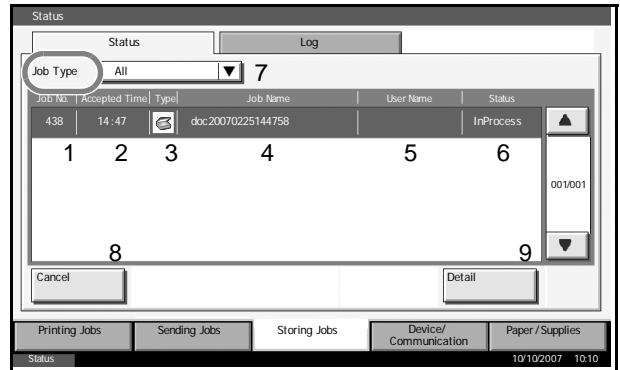 Status
Status Log
Job Type All 7
Job No. Accepted Time Type Job Name User Name Status
438 14:47 doc20070225144758 InProcess
1 2 3 4 5 6
001/001
8 9
Cancel Detail
Printing Jobs Sending Jobs Storing Jobs Device/ Communication Paper/Supplies
Status 10/10/2007 10:10